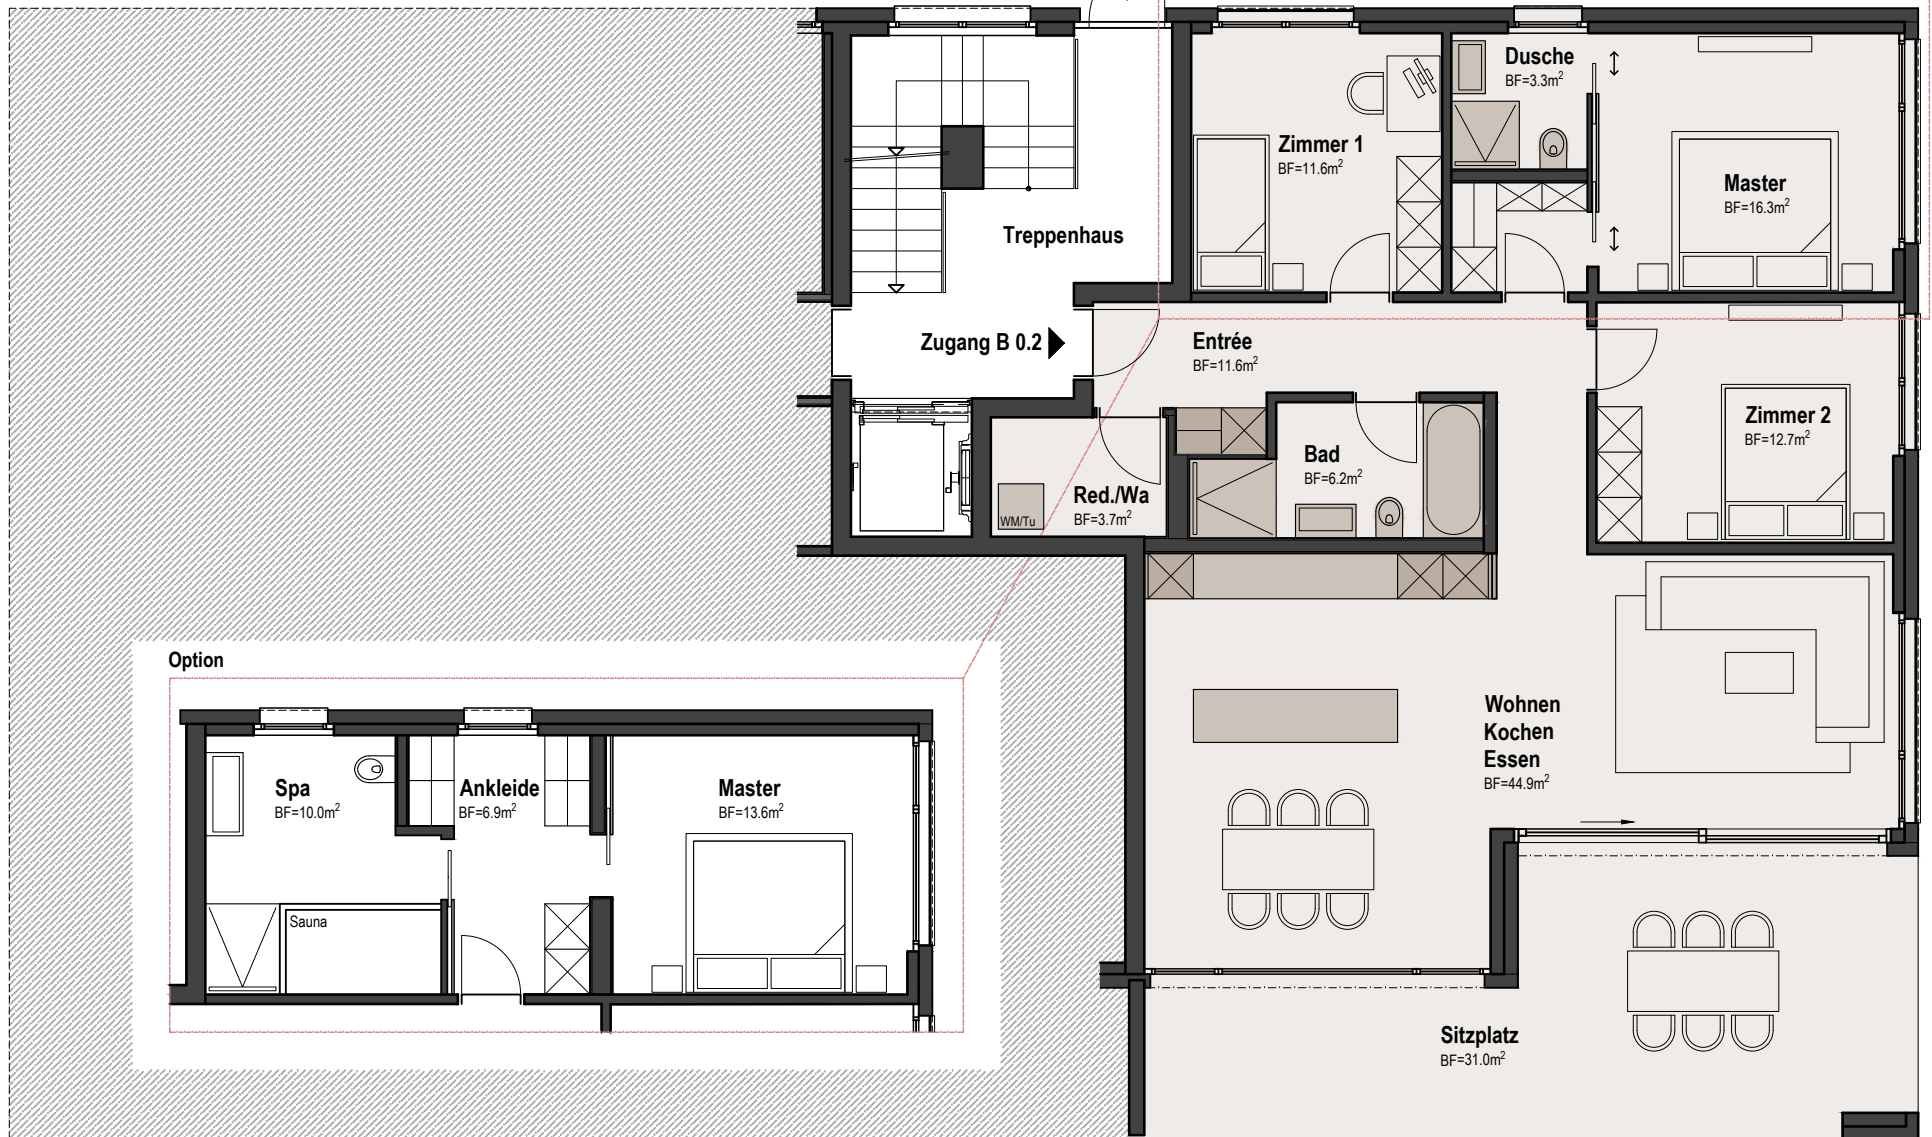 Dusche
BF=3.3m²
Zimmer 1
BF=11.6m²
Master
BF=16.3m²
Treppenhaus
Zugang B 0.2
Entrée
BF=11.6m²
Zimmer 2
BF=12.7m²
Bad
BF=6.2m²
Red./Wa
BF=3.7m²
WM/Tu
Option
Wohnen
Kochen
Essen
BF=44.9m²
Spa
BF=10.0m²
Ankleide
BF=6.9m²
Master
BF=13.6m²
Sauna
Sitzplatz
BF=31.0m²